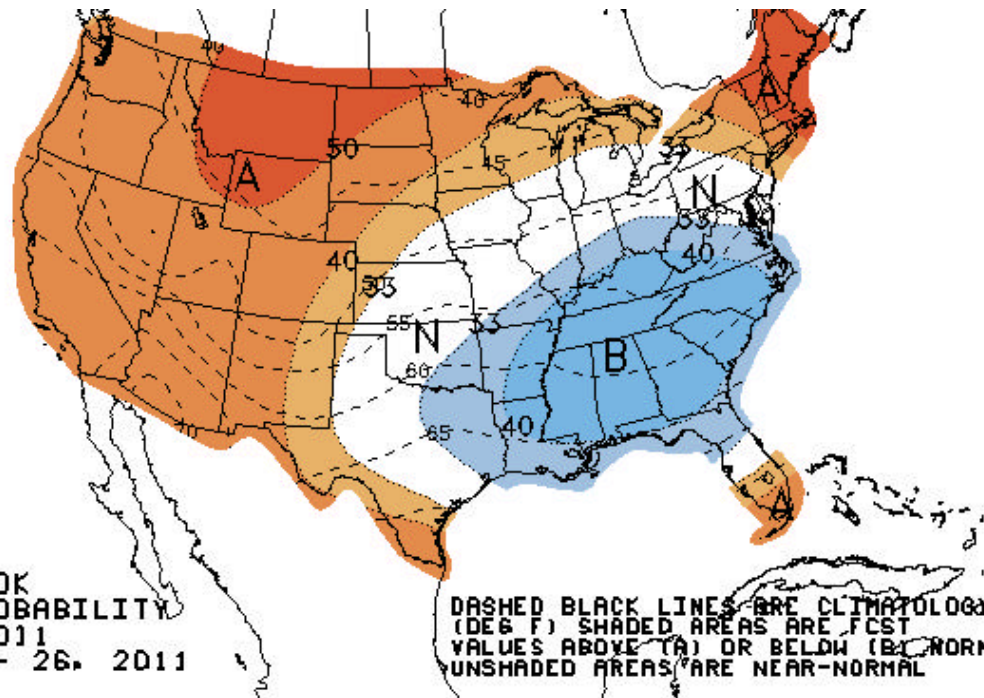 40
A
40
50
A
45
33
N
33
40
40
33
55
33
N
B
60
40
65
70
A
OK
OBABILITY
2011
- 26, 2011
DASHED BLACK LINES ARE CLIMATOLOGY
(DEG F) SHADED AREAS ARE FCST
VALUES ABOVE (A) OR BELOW (B) NORM
UNSHADED AREAS ARE NEAR-NORMAL